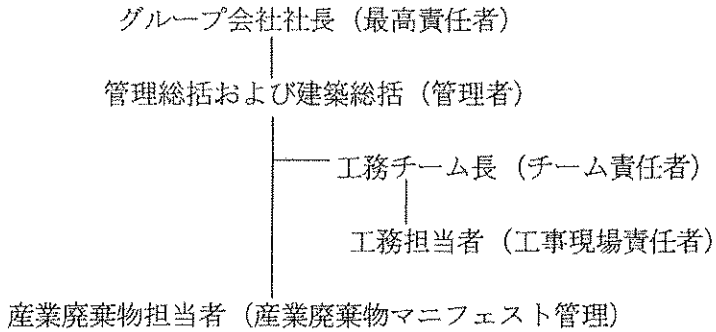 グループ会社社長（最高責任者）
管理総括および建築総括（管理者）
工務チーム長（チーム責任者）
工務担当者（工事現場責任者）
産業廃棄物担当者（産業廃棄物マニフェスト管理）